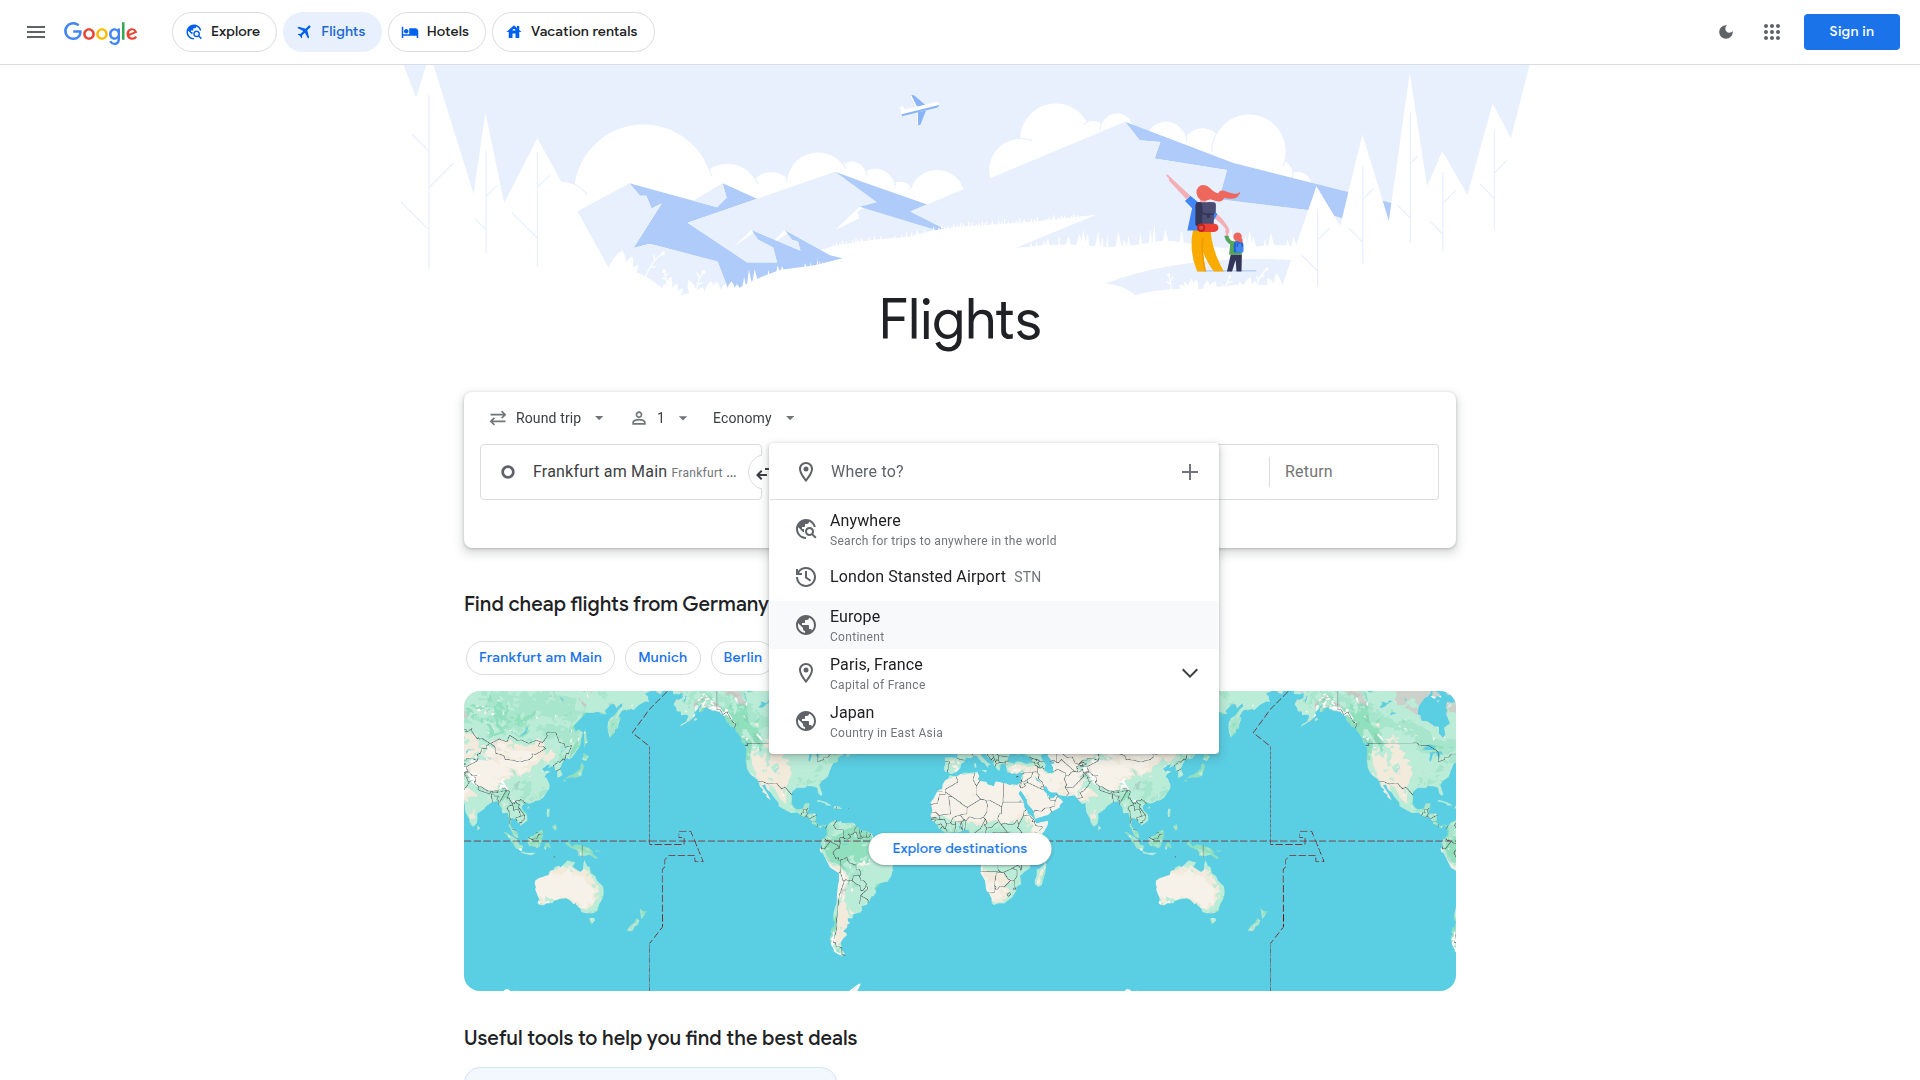 Google
Explore
Flights
Hotels
Vacation rentals
Sign in
Flights
Round trip
1
Economy
Frankfurt am Main Frankfurt ...
Where to?
Return
Anywhere
Search for trips to anywhere in the world
London Stansted Airport STN
Europe
Continent
Paris, France
Capital of France
Japan
Country in East Asia
Find cheap flights from Germany
Frankfurt am Main
Munich
Berlin
Explore destinations
Useful tools to help you find the best deals